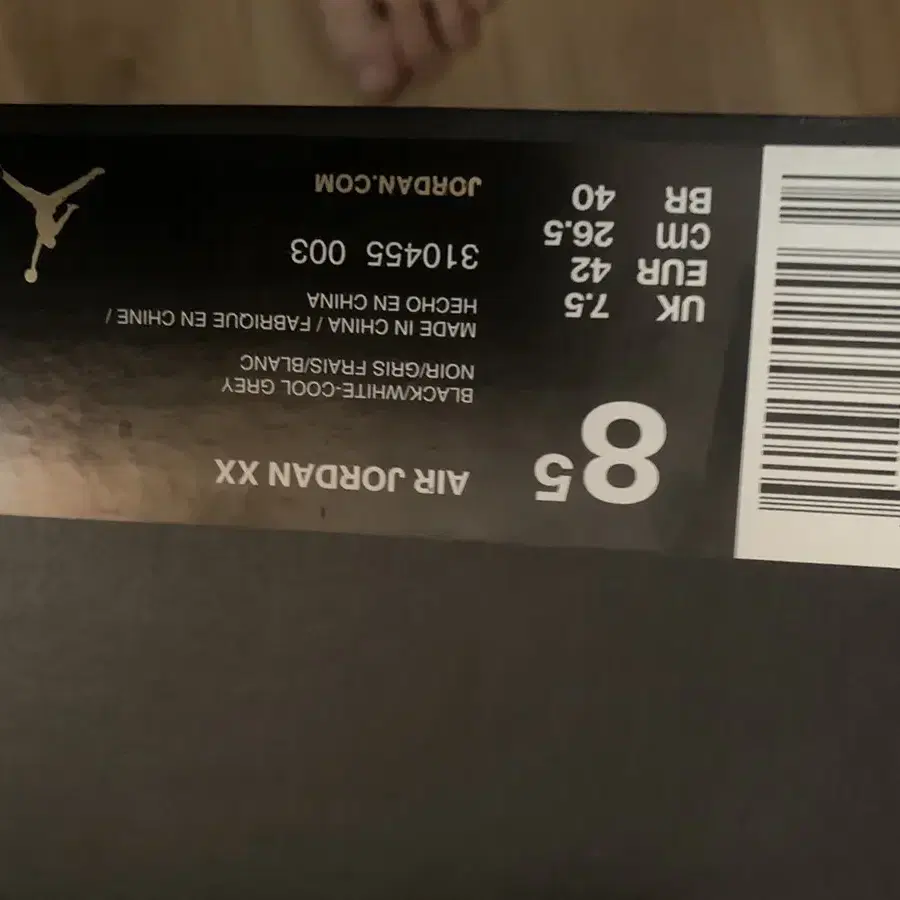 AIR JORDAN XX
BLACK/WHITE-COOL GREY
NOIR/GRIS FRAIS/BLANC
MADE IN CHINA / FABRIQUE EN CHINE /
HECHO EN CHINA
310455 003
JORDAN.COM
8 5
UK 7.5
EUR 42
CM 26.5
BR 40